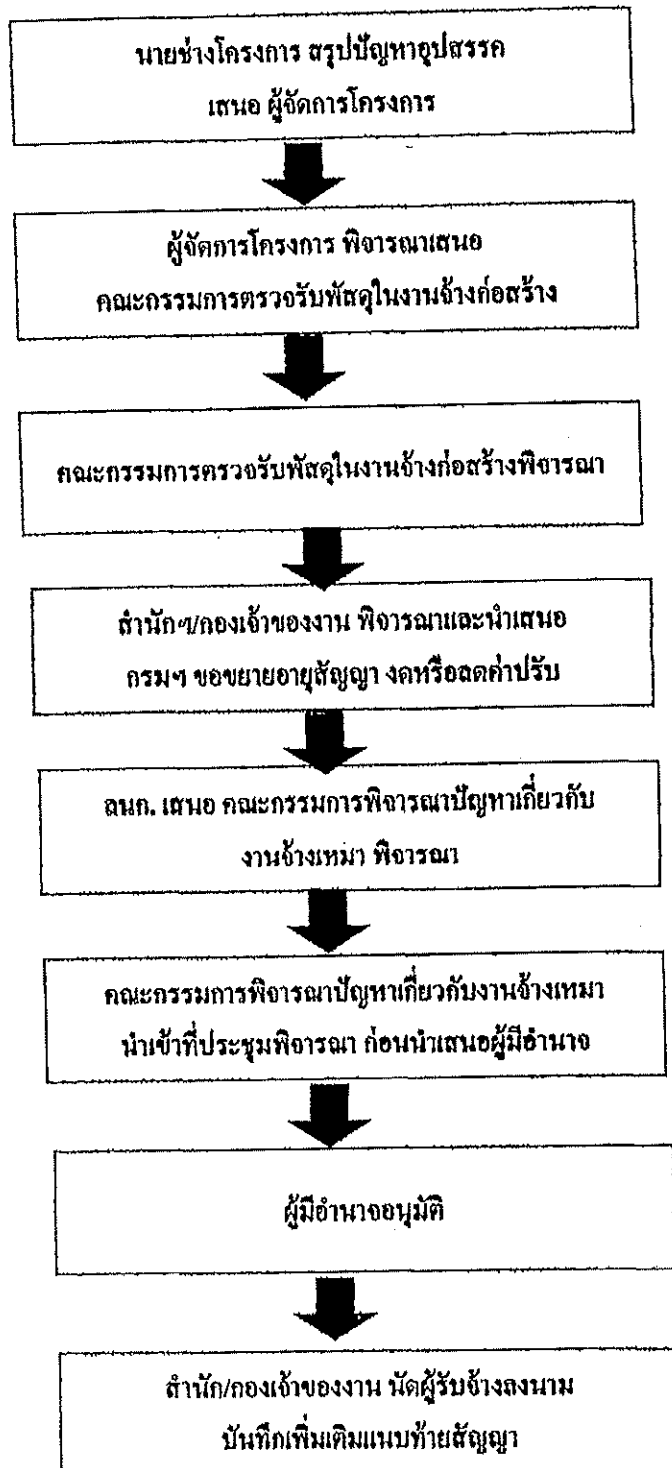 นายช่างโครงการ สรุปปัญหาอุปสรรค
เสนอ ผู้จัดการโครงการ
ผู้จัดการโครงการ พิจารณาเสนอ
คณะกรรมการตรวจรับพัสดุในงานจ้างก่อสร้าง
คณะกรรมการตรวจรับพัสดุในงานจ้างก่อสร้างพิจารณา
สำนักฯ/กองเจ้าของงาน พิจารณาและนำเสนอ
กรมฯ ขอขยายอายุสัญญา งดหรือลดค่าปรับ
ลนก. เสนอ คณะกรรมการพิจารณาปัญหาเกี่ยวกับ
งานจ้างเหมา พิจารณา
คณะกรรมการพิจารณาปัญหาเกี่ยวกับงานจ้างเหมา
นำเข้าที่ประชุมพิจารณา ก่อนนำเสนอผู้มีอำนาจ
ผู้มีอำนาจอนุมัติ
สำนัก/กองเจ้าของงาน นัดผู้รับจ้างลงนาม
บันทึกเพิ่มเติมแนบท้ายสัญญา